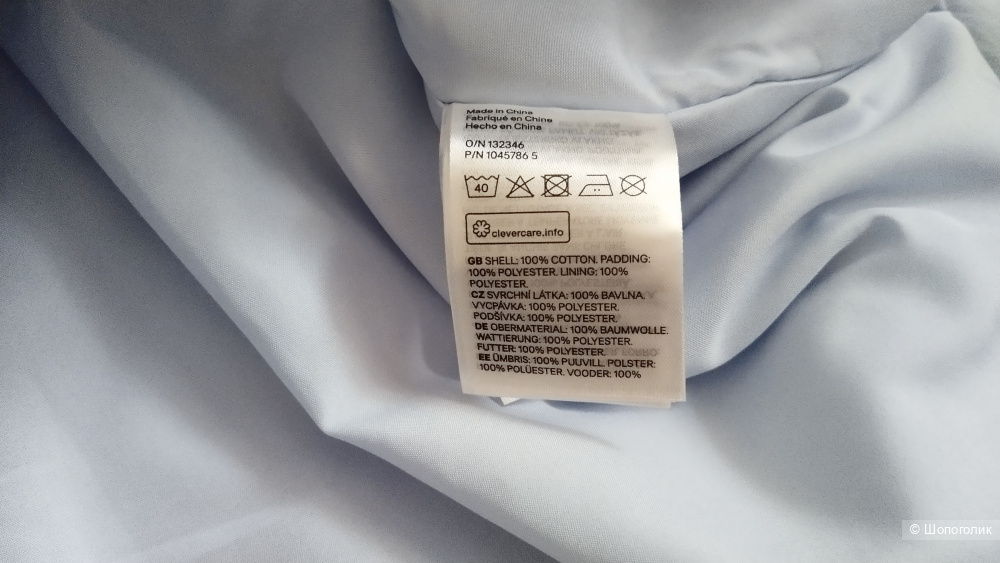 Made in China
Fabriqué en Chine
Hecho en China
O/N 132346
P/N 1045786 5
40
clevercare.info
GB SHELL: 100% COTTON. PADDING:
100% POLYESTER. LINING: 100%
POLYESTER.
CZ SVRCHNÍ LÁTKA: 100% BAVLNA.
VYCPÁVKA: 100% POLYESTER.
PODŠÍVKA: 100% POLYESTER.
DE OBERMATERIAL: 100% BAUMWOLLE.
WATTIERUNG: 100% POLYESTER.
FUTTER: 100% POLYESTER.
EE ÜMBRIS: 100% PUUVILL. POLSTER:
100% POLÜESTER. VOODER: 100%
© Шопоголик